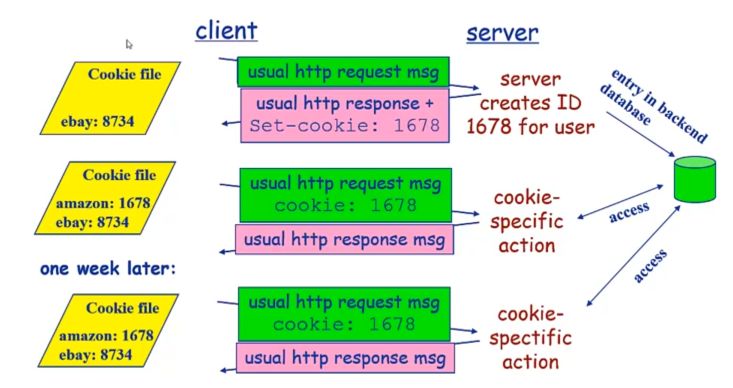 client
server
Cookie file
ebay: 8734
usual http request msg
usual http response +
Set-cookie: 1678
server
creates ID
1678 for user
entry in backend
database
Cookie file
amazon: 1678
ebay: 8734
usual http request msg
cookie: 1678
usual http response msg
cookie-
specific
action
access
one week later:
access
Cookie file
amazon: 1678
ebay: 8734
usual http request msg
cookie: 1678
usual http response msg
cookie-
spectific
action